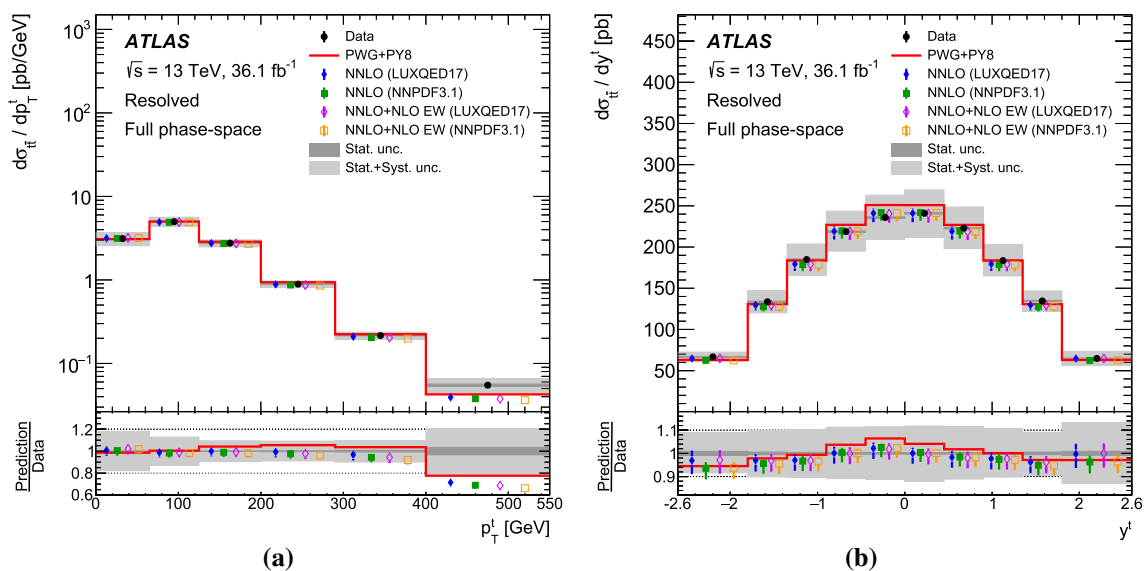 ATLAS
√s = 13 TeV, 36.1 fb⁻¹
Resolved
Full phase-space
Data
PWG+PY8
NNLO (LUXQED17)
NNLO (NNPDF3.1)
NNLO+NLO EW (LUXQED17)
NNLO+NLO EW (NNPDF3.1)
Stat. unc.
Stat.+Syst. unc.
dσ_tt̄ / dp_T^t [pb/GeV]
10³
10²
10
1
10⁻¹
Prediction
Data
1.2
1
0.8
0.6
0 100 200 300 400 500 550
p_T^t [GeV]
(a)
ATLAS
√s = 13 TeV, 36.1 fb⁻¹
Resolved
Full phase-space
Data
PWG+PY8
NNLO (LUXQED17)
NNLO (NNPDF3.1)
NNLO+NLO EW (LUXQED17)
NNLO+NLO EW (NNPDF3.1)
Stat. unc.
Stat.+Syst. unc.
dσ_tt̄ / dy^t [pb]
450
400
350
300
250
200
150
100
50
Prediction
Data
1.1
1
0.9
-2.6 −2 −1 0 1 2 2.6
y^t
(b)